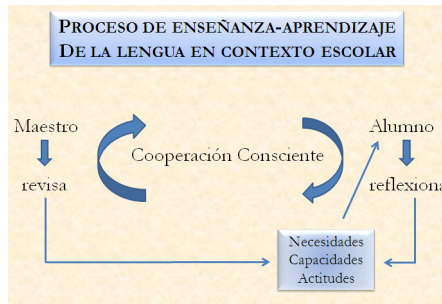 PROCESO DE ENSEÑANZA-APRENDIZAJE
DE LA LENGUA EN CONTEXTO ESCOLAR
Maestro
Alumno
Cooperación Consciente
revisa
reflexiona
Necesidades
Capacidades
Actitudes